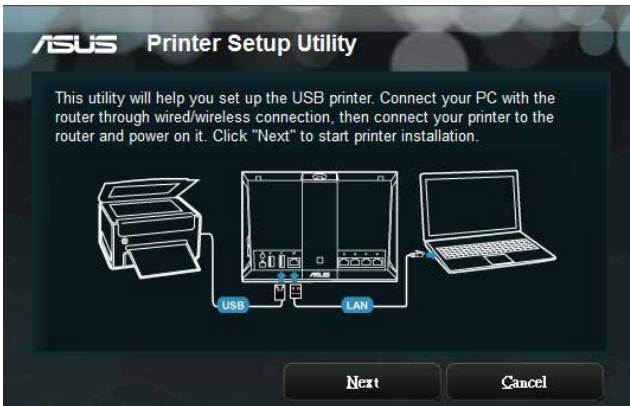 ASUS Printer Setup Utility
This utility will help you set up the USB printer. Connect your PC with the
router through wired/wireless connection, then connect your printer to the
router and power on it. Click "Next" to start printer installation.
ASUS
USB
LAN
Next
Cancel